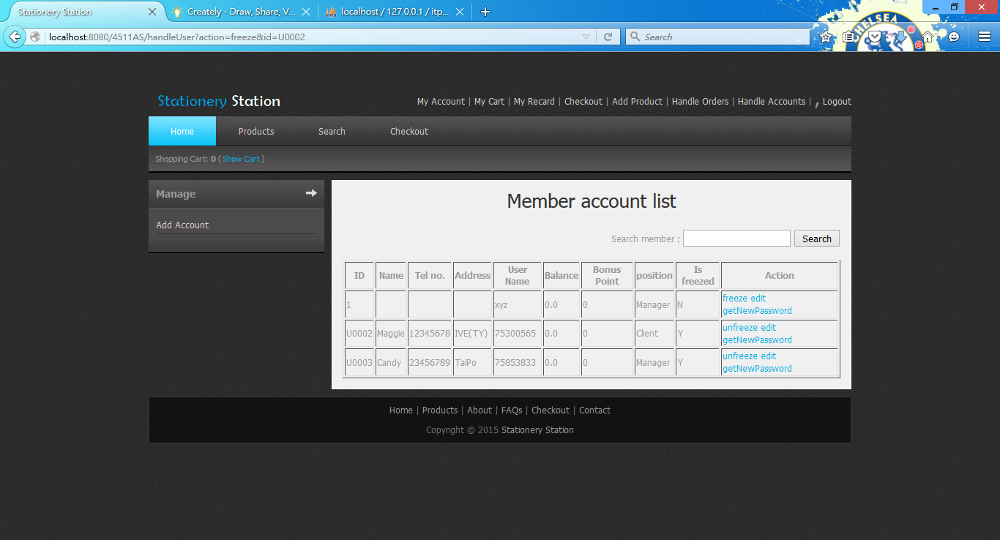 Stationery Station
Creately - Draw, Share, V...
localhost / 127.0.0.1 / itp...
localhost:8080/4511AS/handleUser?action=freeze&id=U0002
Search
CHELSEA
Stationery Station
My Account | My Cart | My Recard | Checkout | Add Product | Handle Orders | Handle Accounts | , Logout
Home Products Search Checkout
Shopping Cart: 0 ( Show Cart )
Manage
Add Account
Member account list
Search member : Search
ID Name Tel no. Address User Name Balance Bonus Point position Is freezed Action
1 xyz 0.0 0 Manager N freeze edit
getNewPassword
U0002 Maggie 12345678 IVE(TY) 75300565 0.0 0 Client Y unfreeze edit
getNewPassword
U0003 Candy 23456789 TaiPo 75853833 0.0 0 Manager Y unfreeze edit
getNewPassword
Home | Products | About | FAQs | Checkout | Contact
Copyright © 2015 Stationery Station